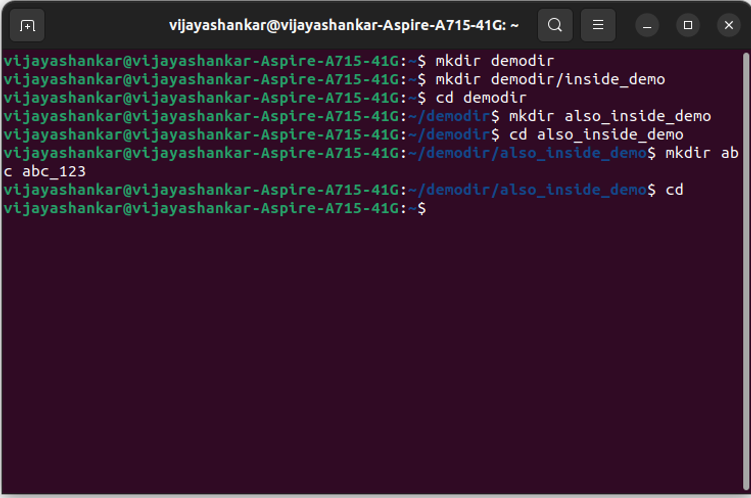 vijayashankar@vijayashankar-Aspire-A715-41G: ~
vijayashankar@vijayashankar-Aspire-A715-41G:~$ mkdir demodir
vijayashankar@vijayashankar-Aspire-A715-41G:~$ mkdir demodir/inside_demo
vijayashankar@vijayashankar-Aspire-A715-41G:~$ cd demodir
vijayashankar@vijayashankar-Aspire-A715-41G:~/demodir$ mkdir also_inside_demo
vijayashankar@vijayashankar-Aspire-A715-41G:~/demodir$ cd also_inside_demo
vijayashankar@vijayashankar-Aspire-A715-41G:~/demodir/also_inside_demo$ mkdir ab
c abc_123
vijayashankar@vijayashankar-Aspire-A715-41G:~/demodir/also_inside_demo$ cd
vijayashankar@vijayashankar-Aspire-A715-41G:~$